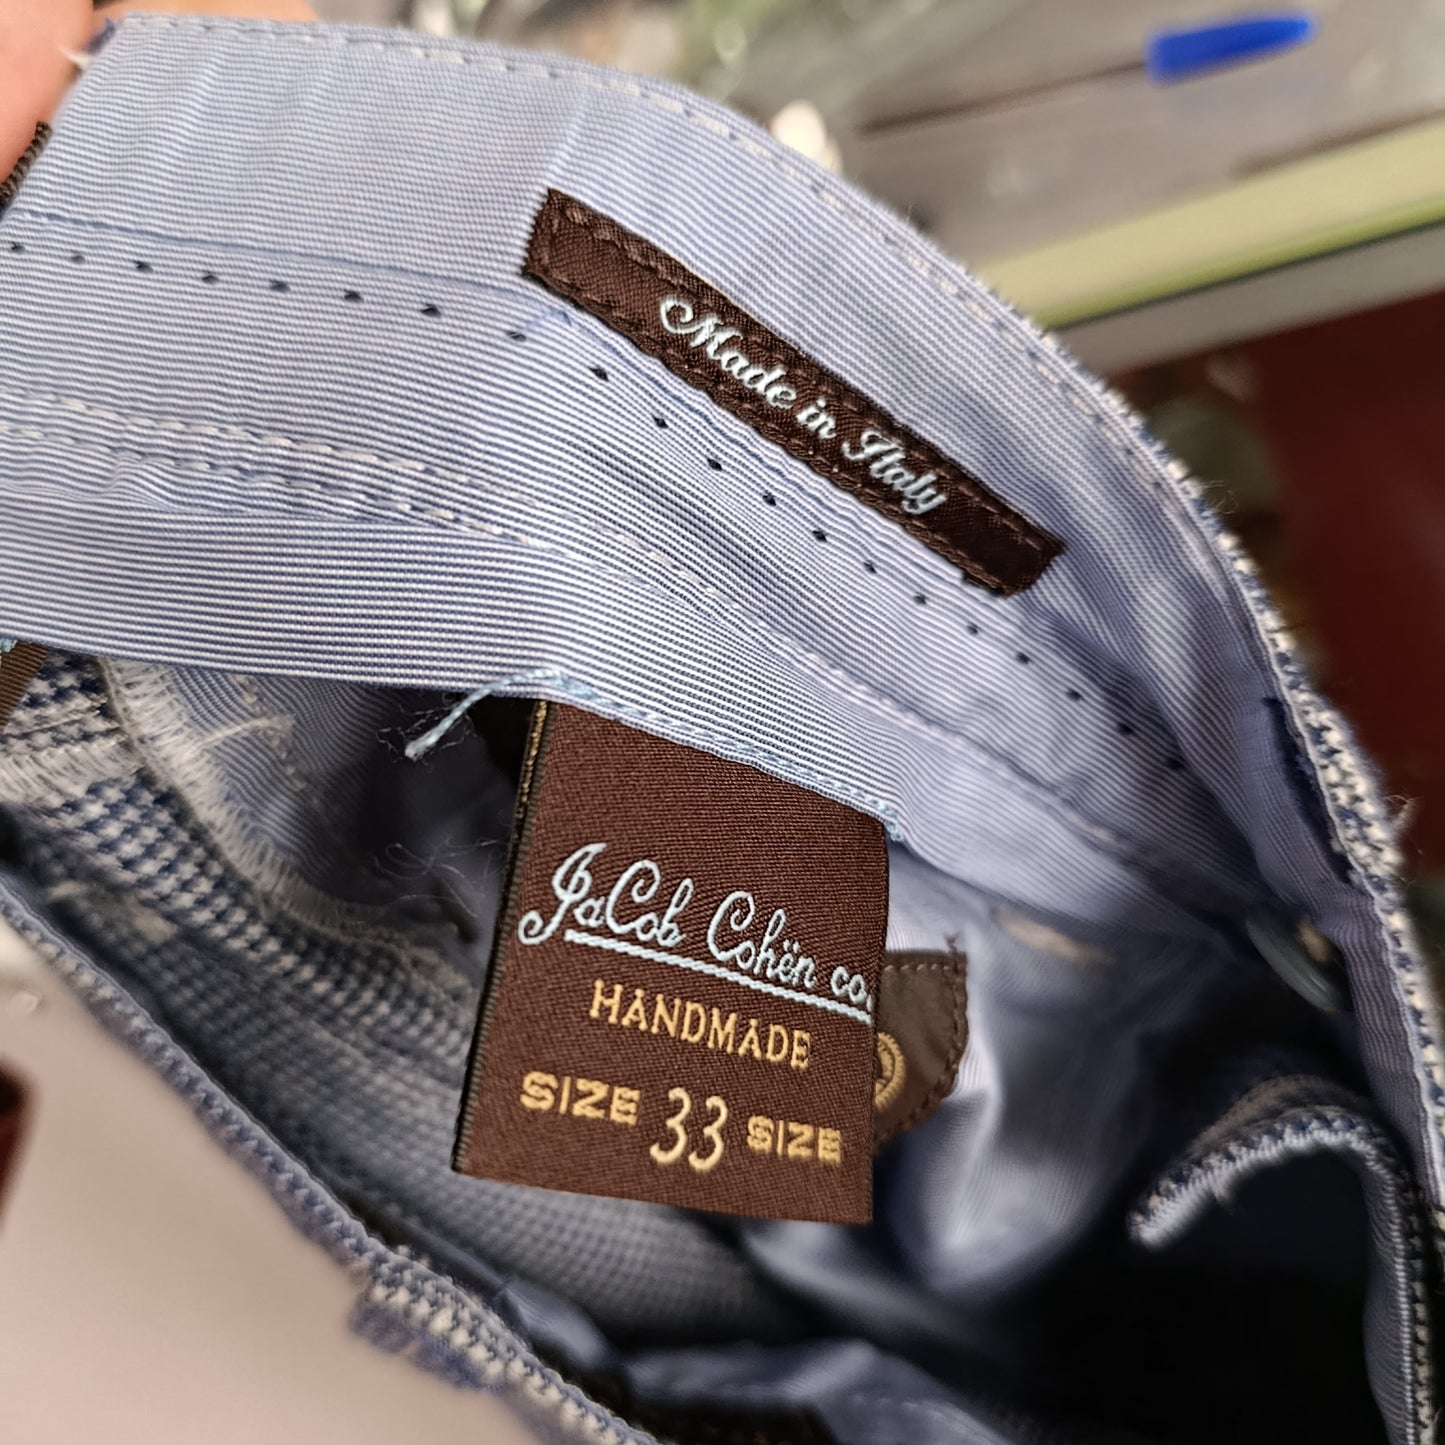 Made in Italy
JaCob Cohën co.
HANDMADE
SIZE 33 SIZE